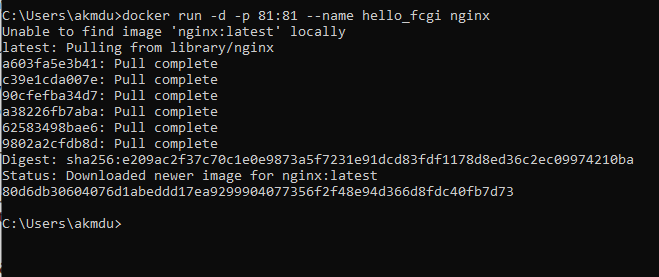 C:\Users\akmdu>docker run -d -p 81:81 --name hello_fcgi nginx
Unable to find image 'nginx:latest' locally
latest: Pulling from library/nginx
a603fa5e3b41: Pull complete
c39e1cda007e: Pull complete
90cfefba34d7: Pull complete
a38226fb7aba: Pull complete
62583498bae6: Pull complete
9802a2cfdb8d: Pull complete
Digest: sha256:e209ac2f37c70c1e0e9873a5f7231e91dcd83fdf1178d8ed36c2ec09974210ba
Status: Downloaded newer image for nginx:latest
80d6db30604076d1abeddd17ea9299904077356f2f48e94d366d8fdc40fb7d73
C:\Users\akmdu>